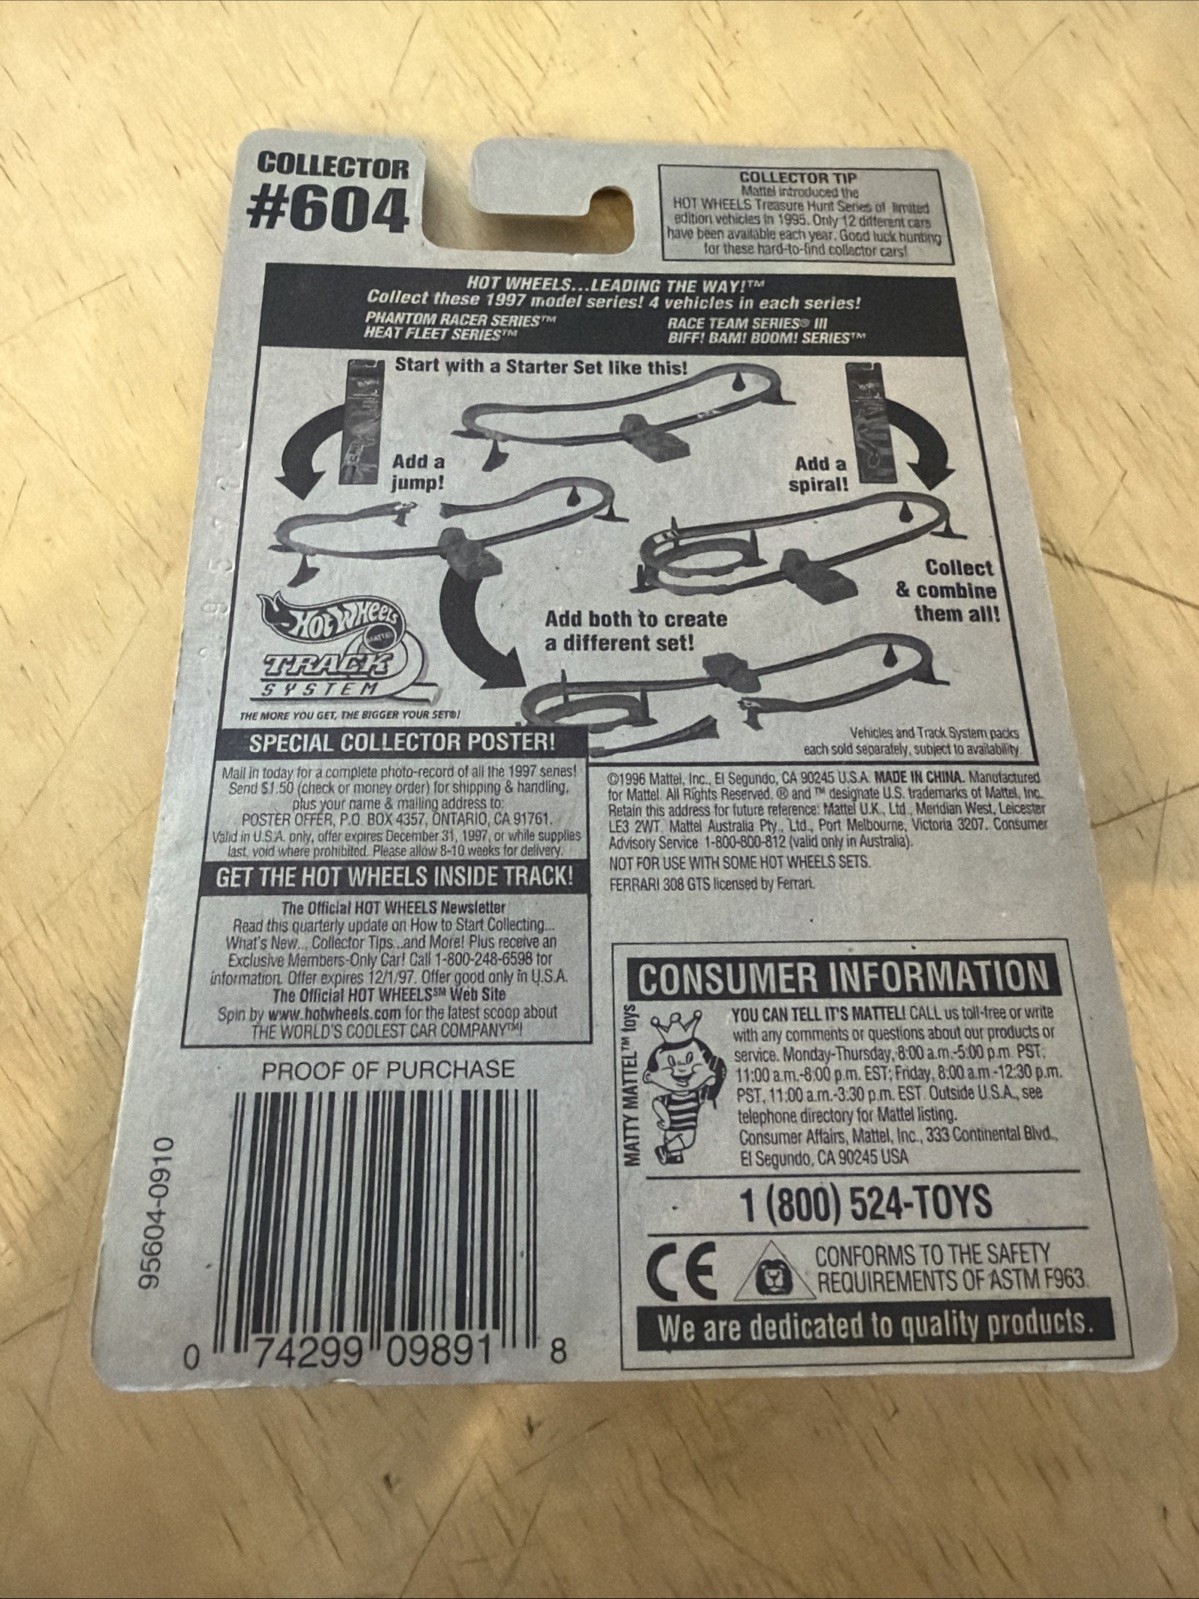 COLLECTOR
#604
COLLECTOR TIP
Mattel introduced the
HOT WHEELS Treasure Hunt Series of limited
edition vehicles in 1995. Only 12 different cars
have been available each year. Good luck hunting
for these hard-to-find collector cars!
HOT WHEELS...LEADING THE WAY!™
Collect these 1997 model series! 4 vehicles in each series!
PHANTOM RACER SERIES™
HEAT FLEET SERIES™
RACE TEAM SERIES® III
BIFF! BAM! BOOM! SERIES™
Start with a Starter Set like this!
Add a
jump!
Add a
spiral!
Collect
& combine
them all!
Add both to create
a different set!
HOT WHEELS
MATTEL
TRACK
SYSTEM
THE MORE YOU GET, THE BIGGER YOUR SET®!
Vehicles and Track System packs
each sold separately, subject to availability.
SPECIAL COLLECTOR POSTER!
Mail in today for a complete photo-record of all the 1997 series!
Send $1.50 (check or money order) for shipping & handling,
plus your name & mailing address to:
POSTER OFFER, P.O. BOX 4357, ONTARIO, CA 91761.
Valid in U.S.A. only, offer expires December 31, 1997, or while supplies
last, void where prohibited. Please allow 8-10 weeks for delivery.
GET THE HOT WHEELS INSIDE TRACK!
The Official HOT WHEELS Newsletter
Read this quarterly update on How to Start Collecting...
What's New... Collector Tips...and More! Plus receive an
Exclusive Members-Only Car! Call 1-800-248-6598 for
information. Offer expires 12/1/97. Offer good only in U.S.A.
The Official HOT WHEELS℠ Web Site
Spin by www.hotwheels.com for the latest scoop about
THE WORLD'S COOLEST CAR COMPANY™!
©1996 Mattel, Inc., El Segundo, CA 90245 U.S.A. MADE IN CHINA. Manufactured
for Mattel. All Rights Reserved. ® and ™ designate U.S. trademarks of Mattel, Inc.
Retain this address for future reference: Mattel U.K., Ltd., Meridian West, Leicester
LE3 2WT. Mattel Australia Pty., Ltd., Port Melbourne, Victoria 3207. Consumer
Advisory Service 1-800-800-812 (valid only in Australia).
NOT FOR USE WITH SOME HOT WHEELS SETS.
FERRARI 308 GTS licensed by Ferrari.
PROOF OF PURCHASE
95604-0910
0 74299 09891 8
CONSUMER INFORMATION
MATTY MATTEL™ toys
YOU CAN TELL IT'S MATTEL! CALL us toll-free or write
with any comments or questions about our products or
service. Monday-Thursday, 8:00 a.m.-5:00 p.m. PST,
11:00 a.m.-8:00 p.m. EST; Friday, 8:00 a.m.-12:30 p.m.
PST, 11:00 a.m.-3:30 p.m. EST. Outside U.S.A., see
telephone directory for Mattel listing.
Consumer Affairs, Mattel, Inc., 333 Continental Blvd.,
El Segundo, CA 90245 USA
1 (800) 524-TOYS
CE
CONFORMS TO THE SAFETY
REQUIREMENTS OF ASTM F963.
We are dedicated to quality products.